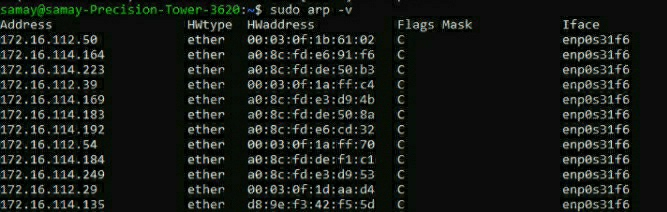 samay@samay-Precision-Tower-3620:~$ sudo arp -v
Address HWtype HWaddress Flags Mask Iface
172.16.112.50 ether 00:03:0f:1b:61:02 C enp0s31f6
172.16.114.164 ether a0:8c:fd:e6:91:f6 C enp0s31f6
172.16.114.223 ether a0:8c:fd:de:50:b3 C enp0s31f6
172.16.112.39 ether 00:03:0f:1a:ff:c4 C enp0s31f6
172.16.114.169 ether a0:8c:fd:e3:d9:4b C enp0s31f6
172.16.114.183 ether a0:8c:fd:de:50:8a C enp0s31f6
172.16.114.192 ether a0:8c:fd:e6:cd:32 C enp0s31f6
172.16.112.54 ether 00:03:0f:1a:ff:70 C enp0s31f6
172.16.114.184 ether a0:8c:fd:de:f1:c1 C enp0s31f6
172.16.114.249 ether a0:8c:fd:e3:d9:53 C enp0s31f6
172.16.112.29 ether 00:03:0f:1d:aa:d4 C enp0s31f6
172.16.114.135 ether d8:9e:f3:42:f5:5d C enp0s31f6